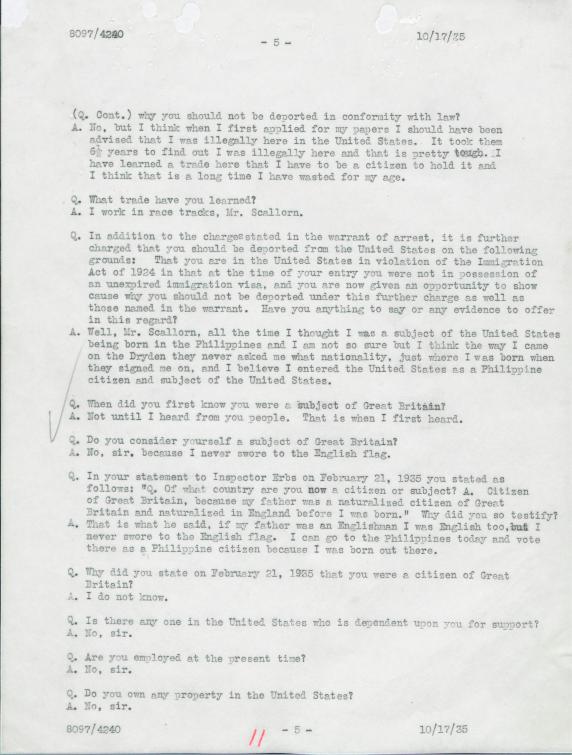 8097/4240
- 5 -
10/17/35
(Q. Cont.) why you should not be deported in conformity with law?
A. No, but I think when I first applied for my papers I should have been
advised that I was illegally here in the United States. It took them
6½ years to find out I was illegally here and that is pretty tough. I
have learned a trade here that I have to be a citizen to hold it and
I think that is a long time I have wasted for my age.
Q. What trade have you learned?
A. I work in race tracks, Mr. Scallorn.
Q. In addition to the charges stated in the warrant of arrest, it is further
charged that you should be deported from the United States on the following
grounds: That you are in the United States in violation of the Immigration
Act of 1924 in that at the time of your entry you were not in possession of
an unexpired immigration visa, and you are now given an opportunity to show
cause why you should not be deported under this further charge as well as
those named in the warrant. Have you anything to say or any evidence to offer
in this regard?
A. Well, Mr. Scallorn, all the time I thought I was a subject of the United States
being born in the Philippines and I am not so sure but I think the way I came
on the Dryden they never asked me what nationality, just where I was born when
they signed me on, and I believe I entered the United States as a Philippine
citizen and subject of the United States.
Q. When did you first know you were a subject of Great Britain?
A. Not until I heard from you people. That is when I first heard.
Q. Do you consider yourself a subject of Great Britain?
A. No, sir. because I never swore to the English flag.
Q. In your statement to Inspector Erbs on February 21, 1935 you stated as
follows: "Q. Of what country are you now a citizen or subject? A. Citizen
of Great Britain, because my father was a naturalized citizen of Great
Britain and naturalized in England before I was born." Why did you so testify?
A. That is what he said, if my father was an Englishman I was English too, but I
never swore to the English flag. I can go to the Philippines today and vote
there as a Philippine citizen because I was born out there.
Q. Why did you state on February 21, 1935 that you were a citizen of Great
Britain?
A. I do not know.
Q. Is there any one in the United States who is dependent upon you for support?
A. No, sir.
Q. Are you employed at the present time?
A. No, sir.
Q. Do you own any property in the United States?
A. No, sir.
8097/4240
11
- 5 -
10/17/35